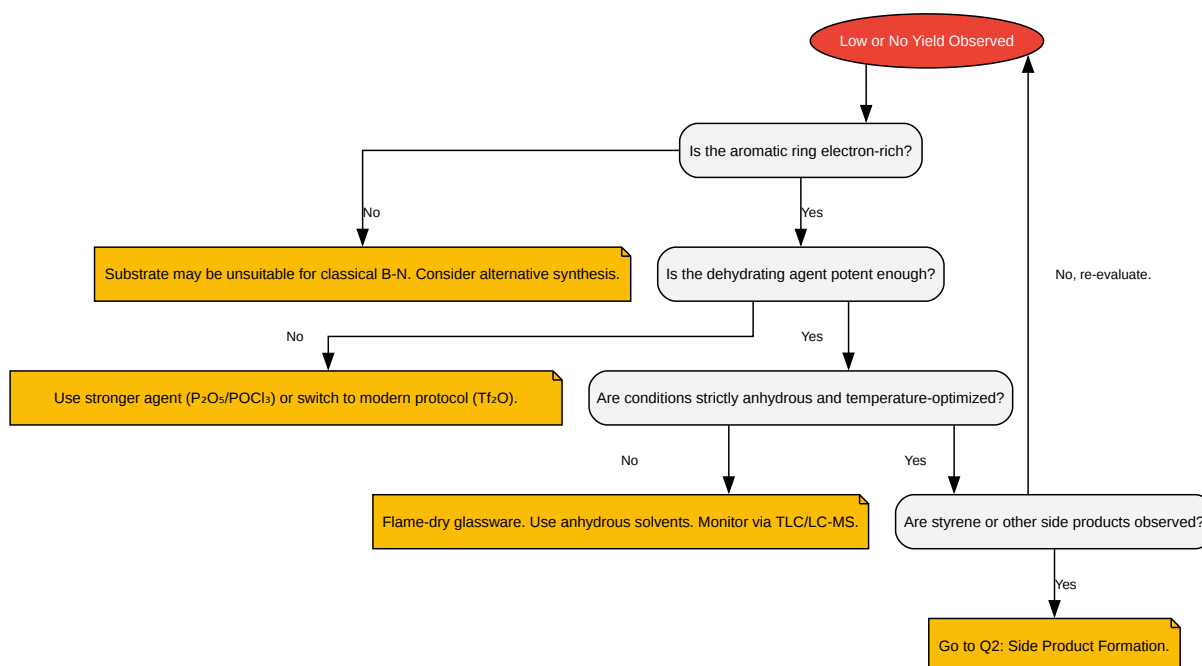 Low or No Yield Observed
Is the aromatic ring electron-rich?
No
Yes
Substrate may be unsuitable for classical B-N. Consider alternative synthesis.
Is the dehydrating agent potent enough?
No, re-evaluate.
No
Yes
Use stronger agent (P₂O₅/POCl₃) or switch to modern protocol (Tf₂O).
Are conditions strictly anhydrous and temperature-optimized?
No
Yes
Flame-dry glassware. Use anhydrous solvents. Monitor via TLC/LC-MS.
Are styrene or other side products observed?
Yes
Go to Q2: Side Product Formation.